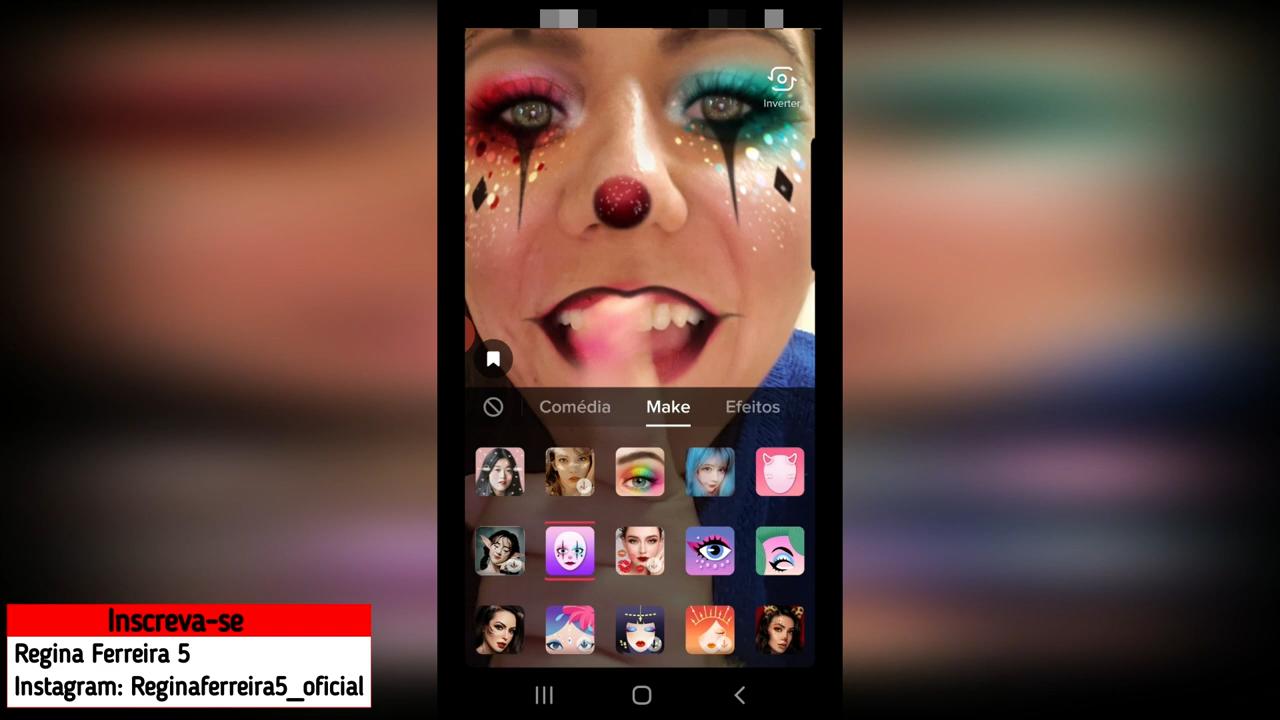 Inverter
Comédia Make Efeitos
Inscreva-se
Regina Ferreira 5
Instagram: Reginaferreira5_oficial